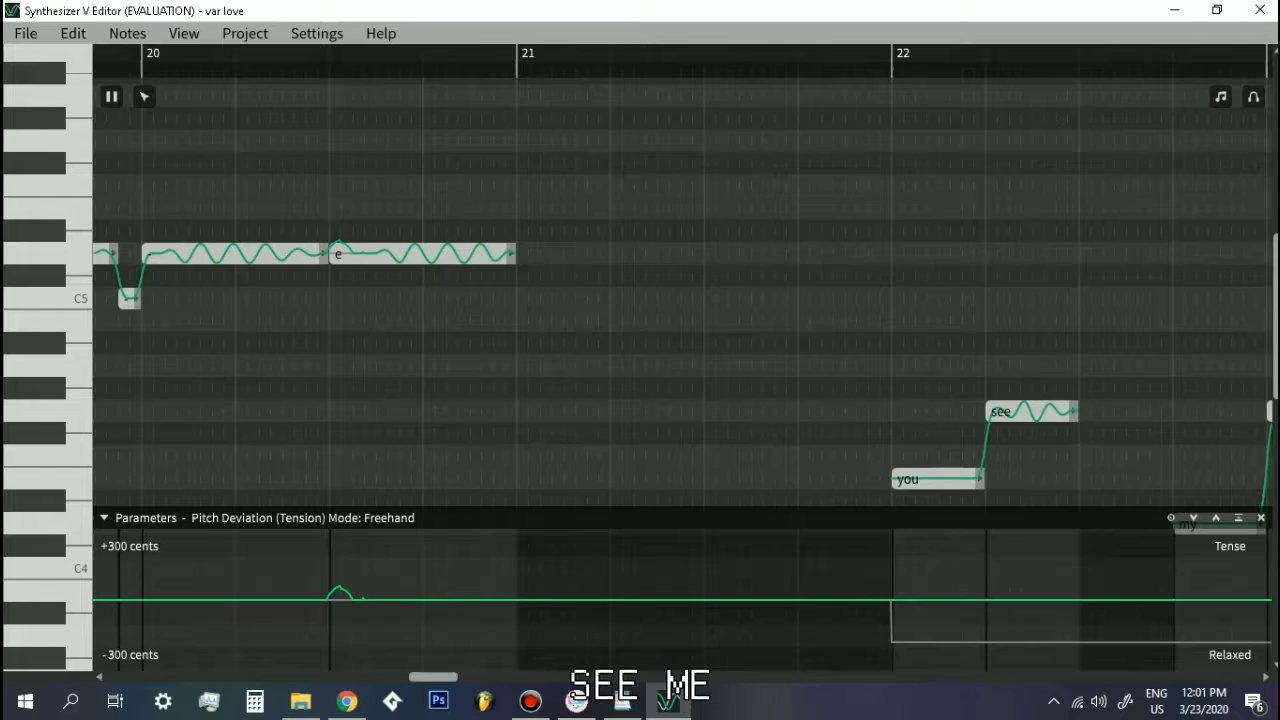 Synthesizer V Editor (EVALUATION) - var love
File Edit Notes View Project Settings Help
20 21 22
e
C5
see
you
Parameters - Pitch Deviation (Tension) Mode: Freehand
my
+300 cents Tense
C4
- 300 cents Relaxed
SEE ME
Ps
ENG 12:01 PM
US 3/23/2020 6